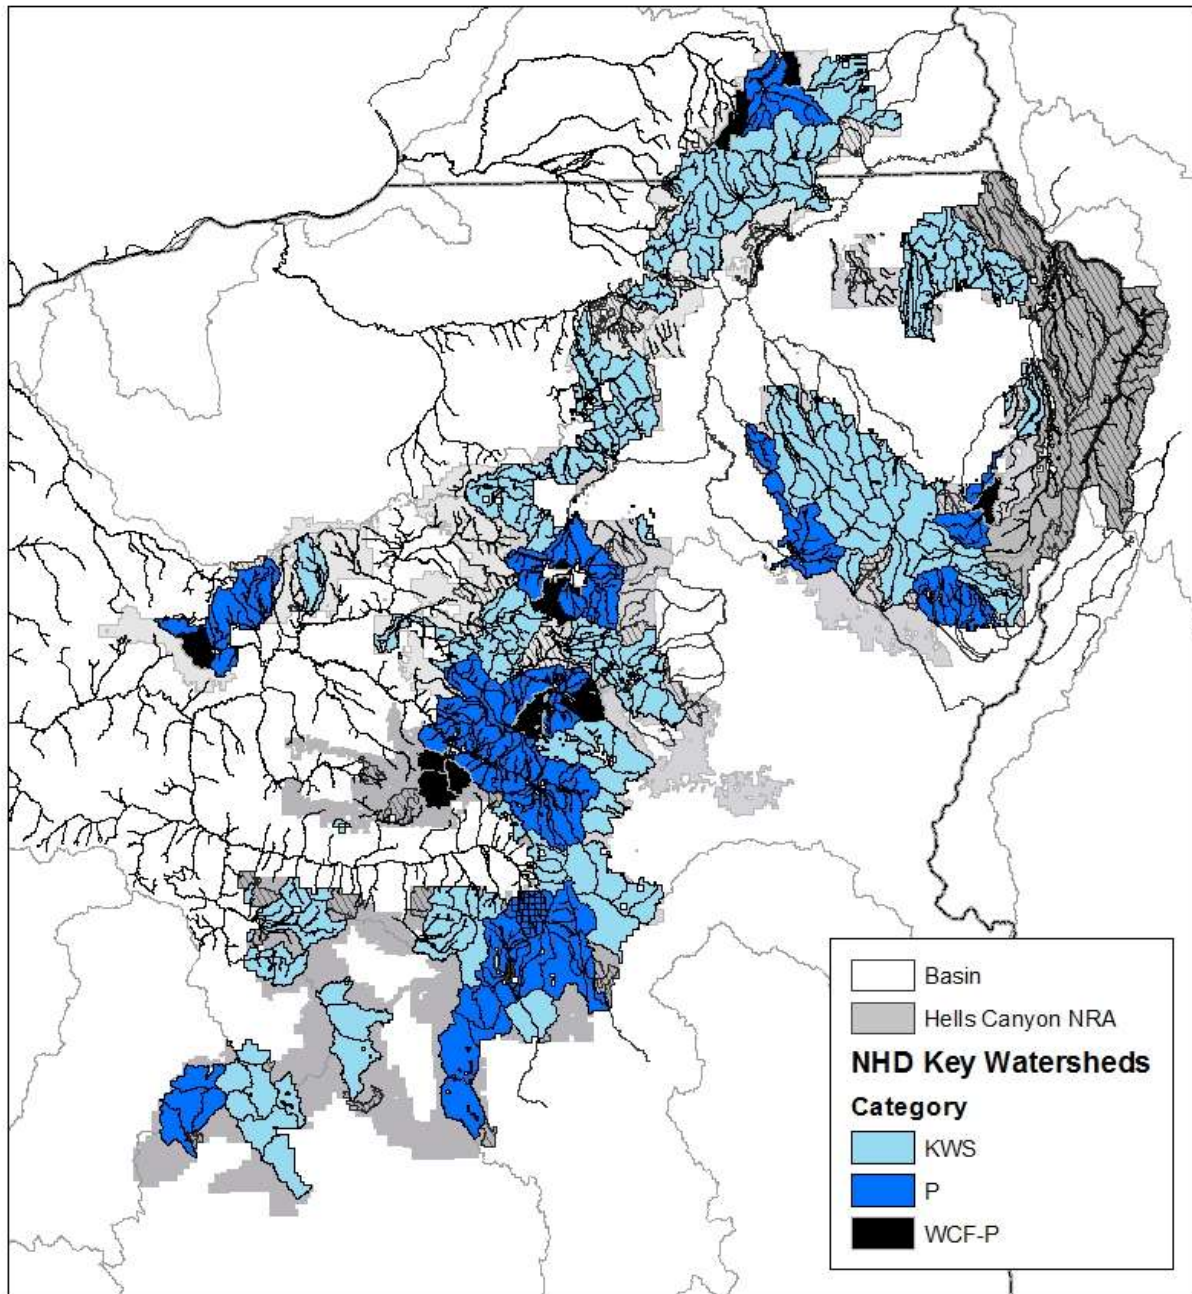 Basin
Hells Canyon NRA
NHD Key Watersheds
Category
KWS
P
WCF-P